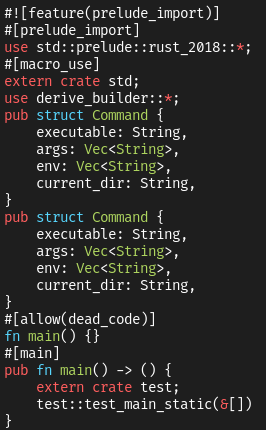 #![feature(prelude_import)]
#[prelude_import]
use std::prelude::rust_2018::*;
#[macro_use]
extern crate std;
use derive_builder::*;
pub struct Command {
    executable: String,
    args: Vec<String>,
    env: Vec<String>,
    current_dir: String,
}
pub struct Command {
    executable: String,
    args: Vec<String>,
    env: Vec<String>,
    current_dir: String,
}
#[allow(dead_code)]
fn main() {}
#[main]
pub fn main() -> () {
    extern crate test;
    test::test_main_static(&[])
}